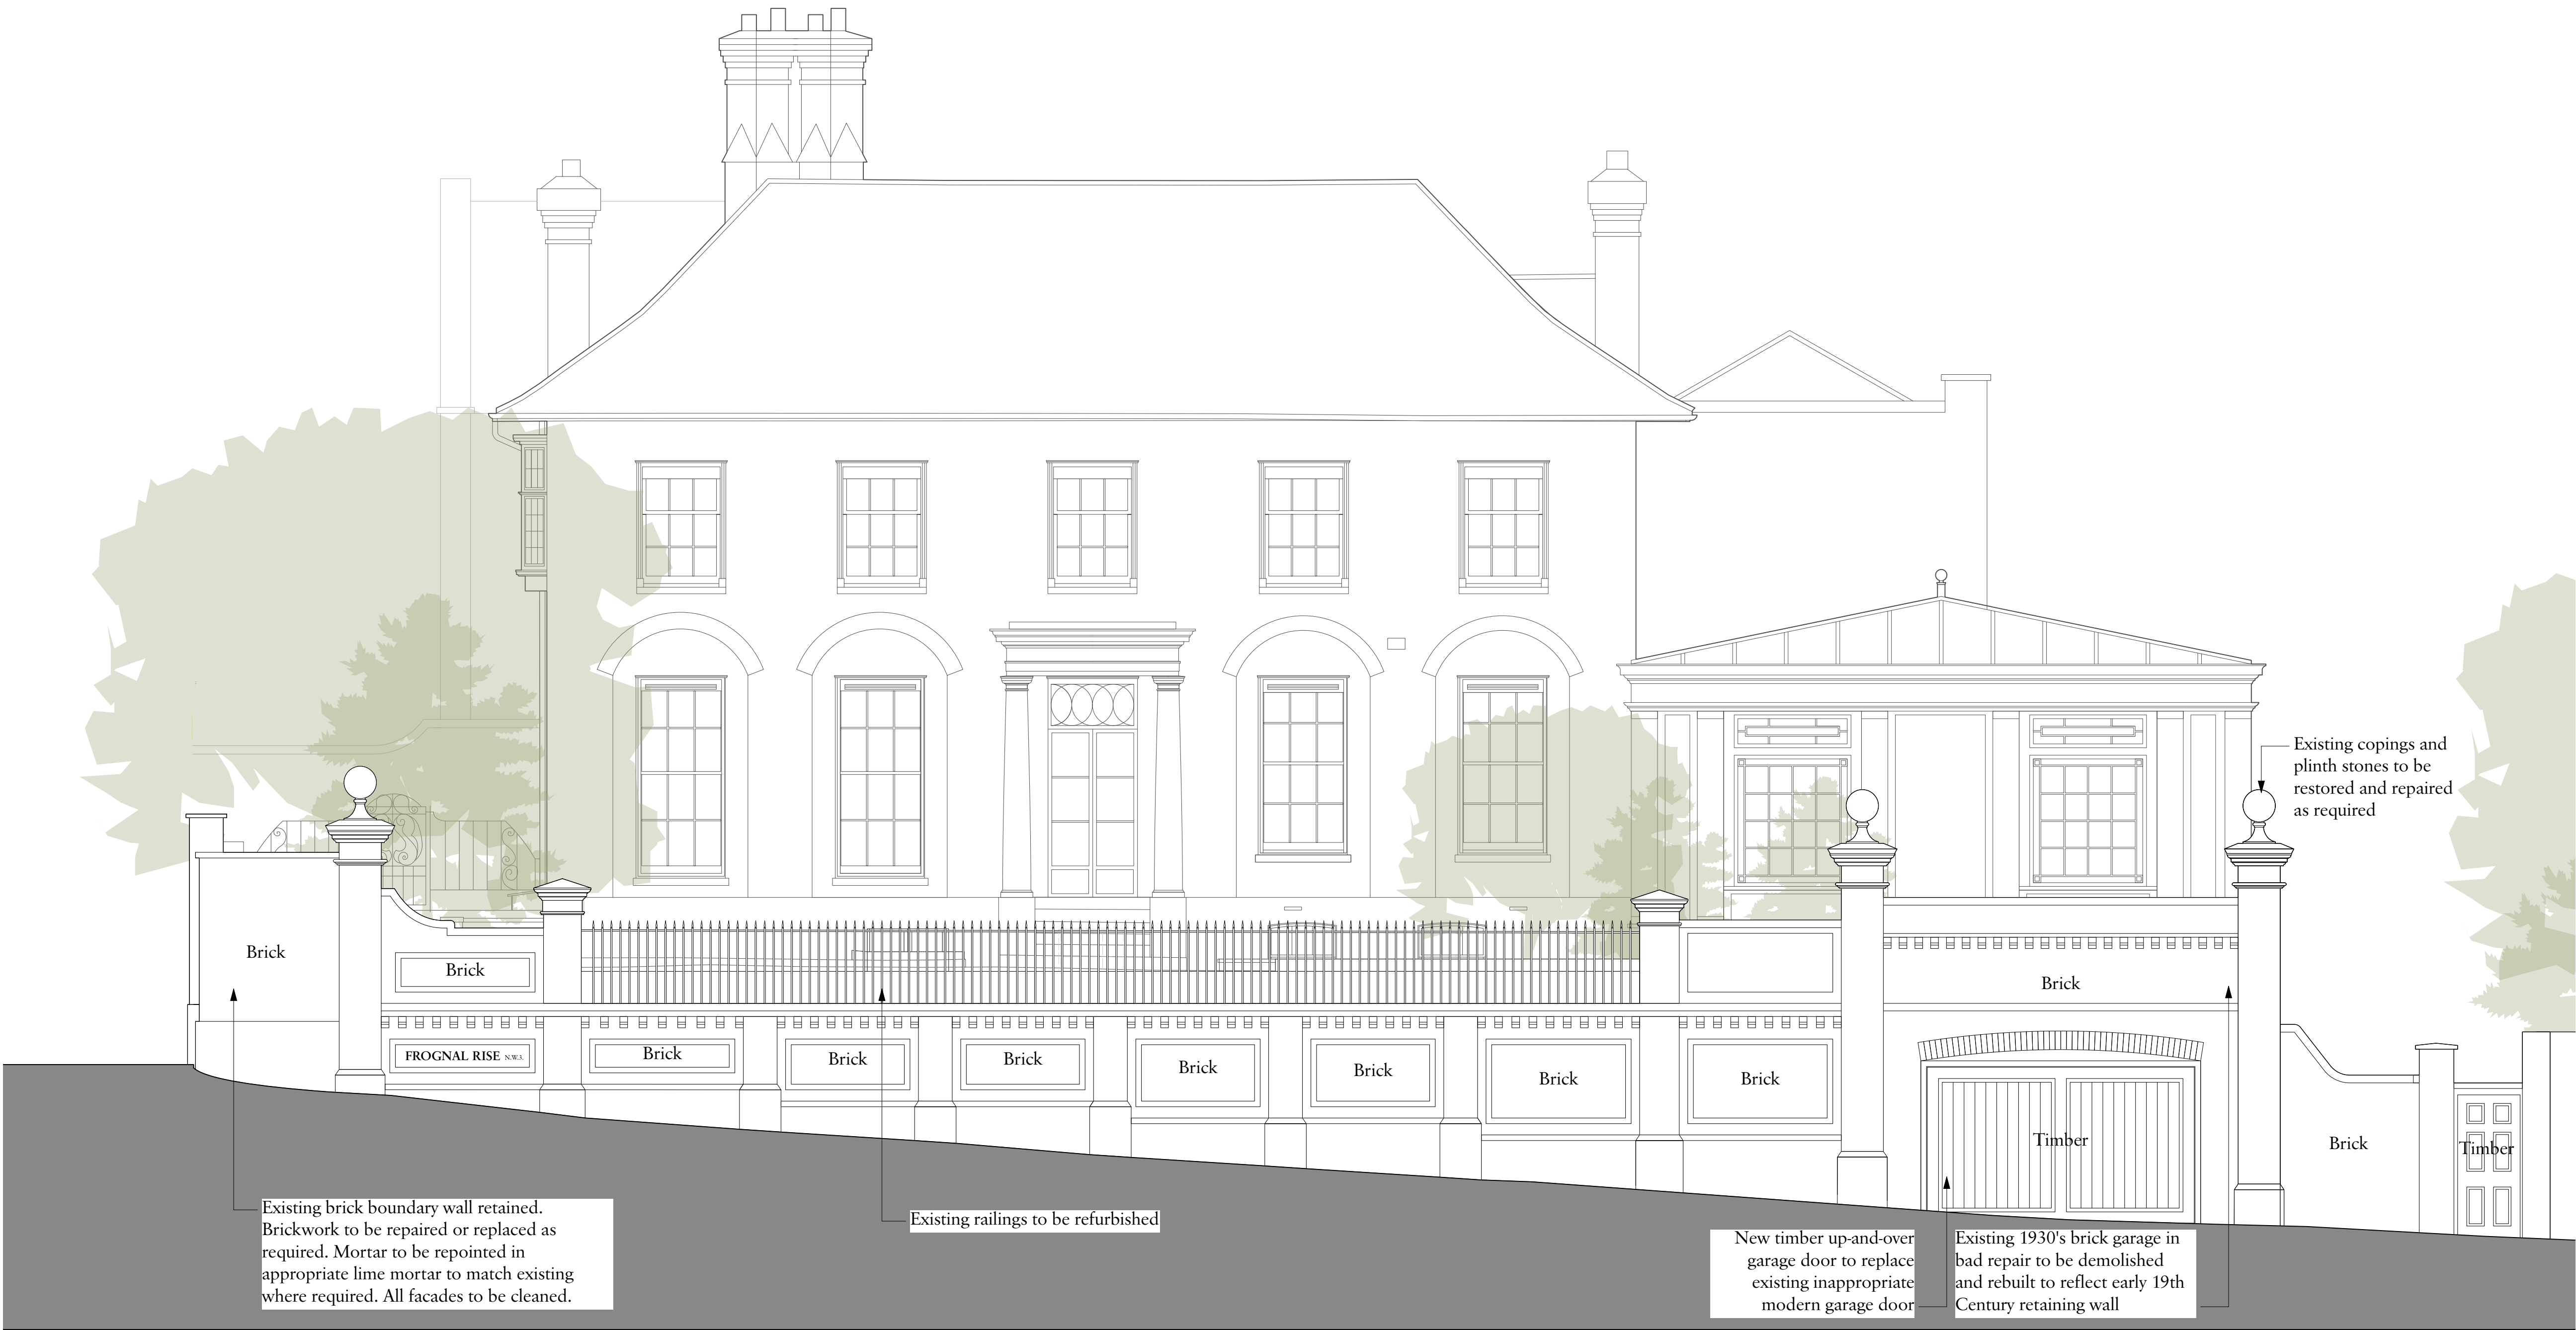 Existing copings and
plinth stones to be
restored and repaired
as required
Brick
Brick
Brick
FROGNAL RISE N.W.3.
Brick
Brick
Brick
Brick
Brick
Brick
Brick
Timber
Brick
Timber
Existing brick boundary wall retained.
Brickwork to be repaired or replaced as
required. Mortar to be repointed in
appropriate lime mortar to match existing
where required. All facades to be cleaned.
Existing railings to be refurbished
New timber up-and-over
garage door to replace
existing inappropriate
modern garage door
Existing 1930's brick garage in
bad repair to be demolished
and rebuilt to reflect early 19th
Century retaining wall